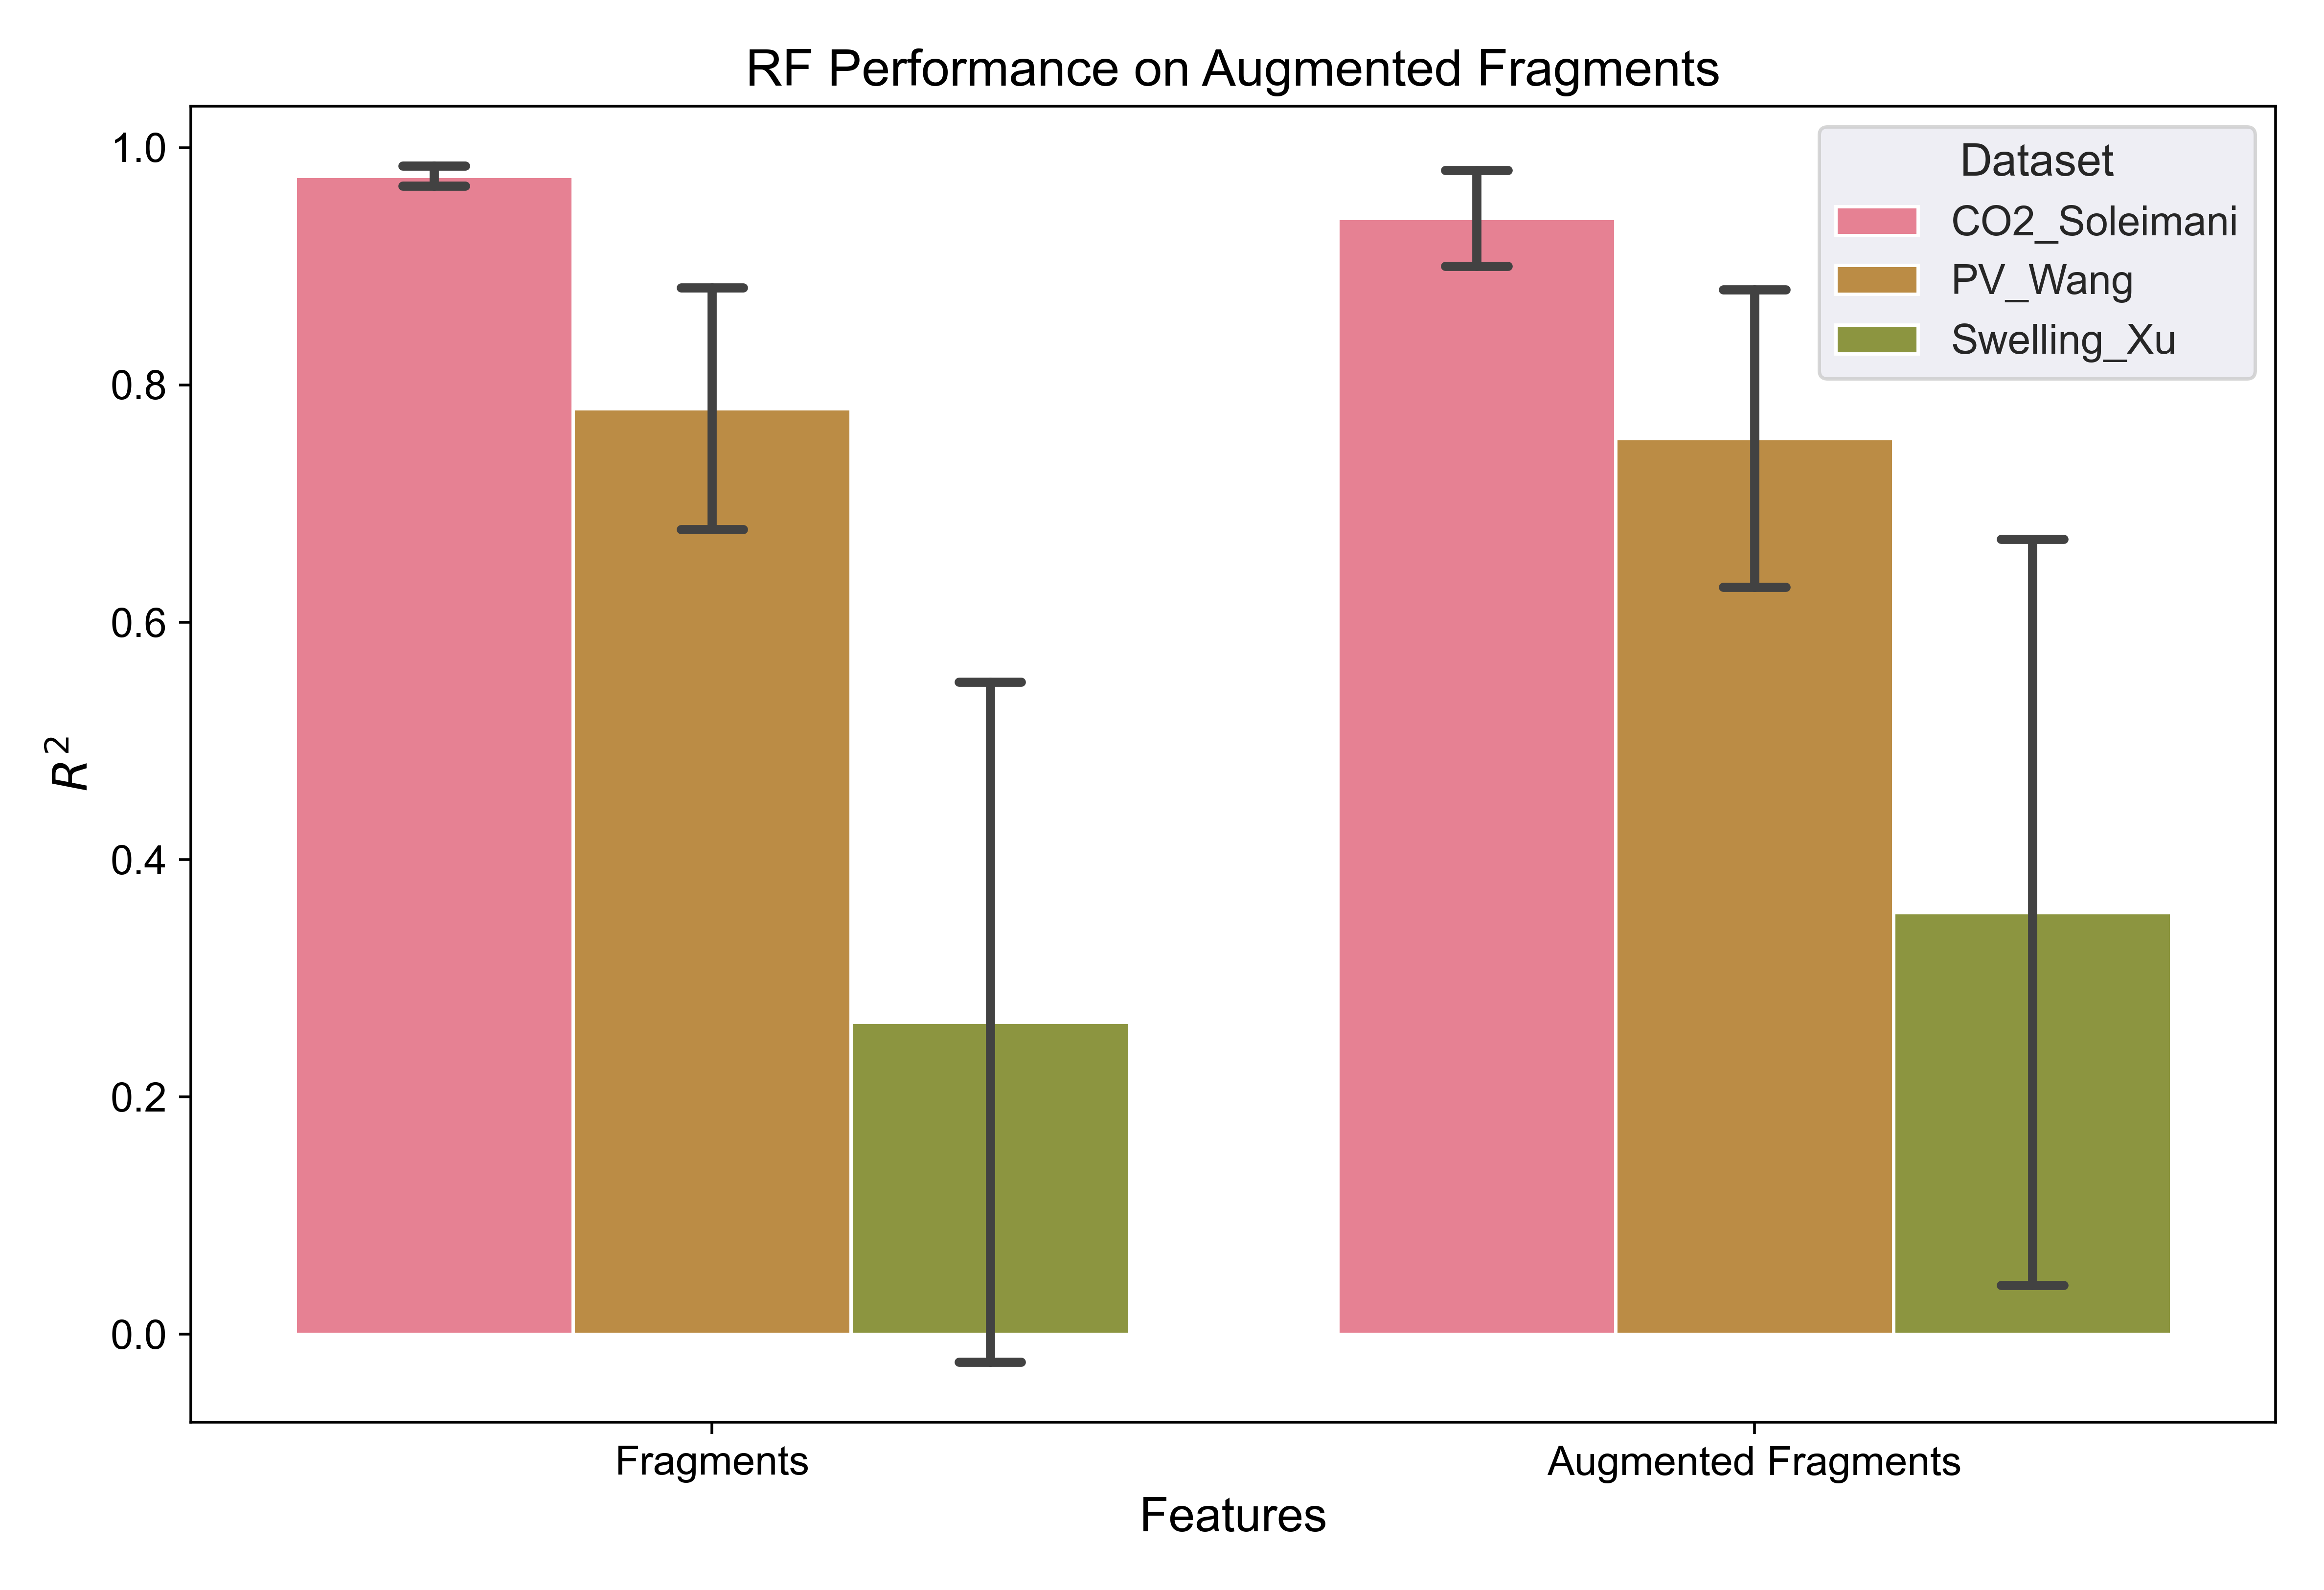 RF Performance on Augmented Fragments
1.0
0.8
0.6
0.4
0.2
0.0
R²
Dataset
CO2_Soleimani
PV_Wang
Swelling_Xu
Fragments
Augmented Fragments
Features